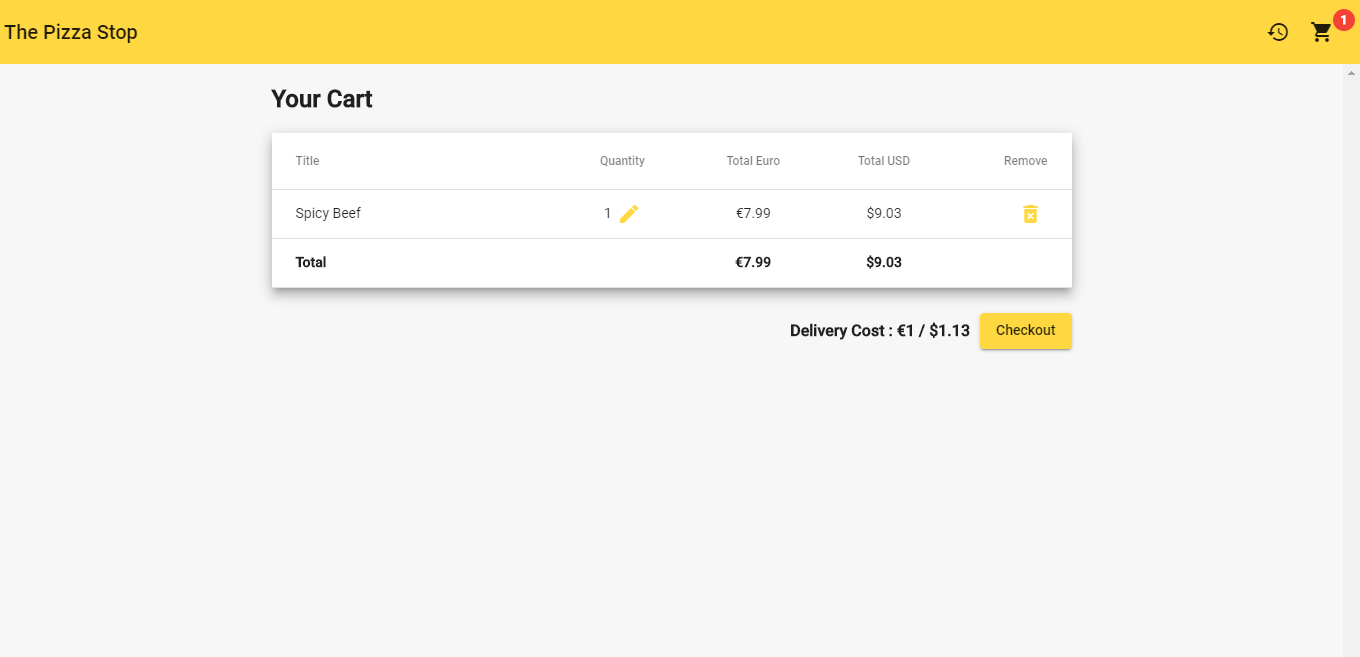 The Pizza Stop
1
Your Cart
Title Quantity Total Euro Total USD Remove
Spicy Beef 1 €7.99 $9.03
Total €7.99 $9.03
Delivery Cost : €1 / $1.13 Checkout